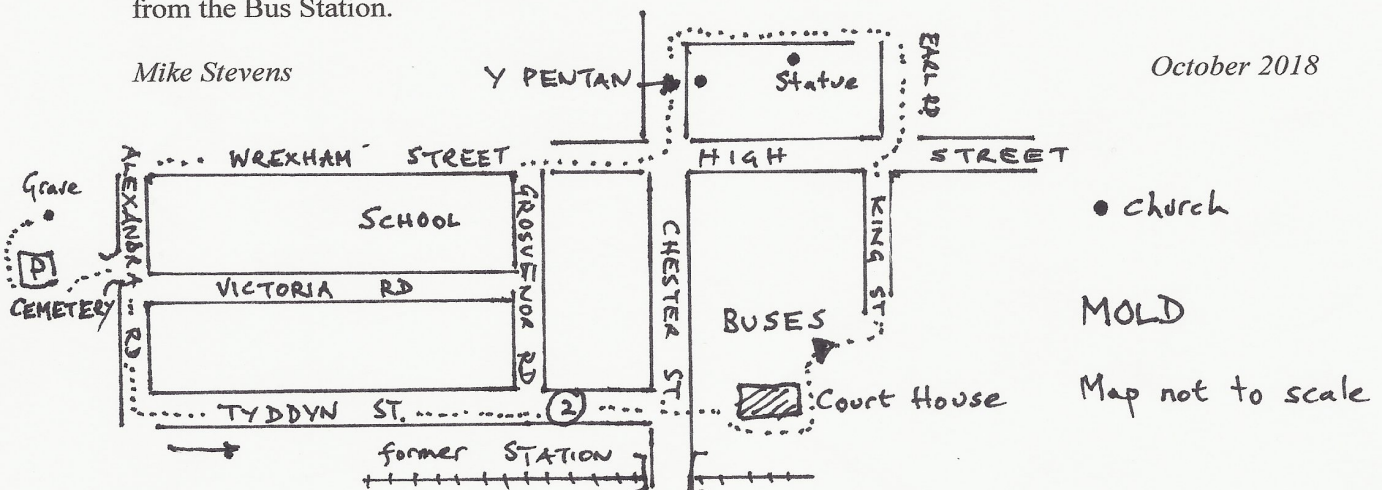 from the Bus Station.
Mike Stevens
October 2018
Y PENTAN
Statue
EARL RD
ALEXANDRA RD.
WREXHAM STREET
HIGH STREET
Grave
SCHOOL
GROSVENOR RD
CHESTER ST.
KING ST.
church
P
CEMETERY
VICTORIA RD
BUSES
MOLD
TYDDYN ST.
2
Court House
Map not to scale
former STATION